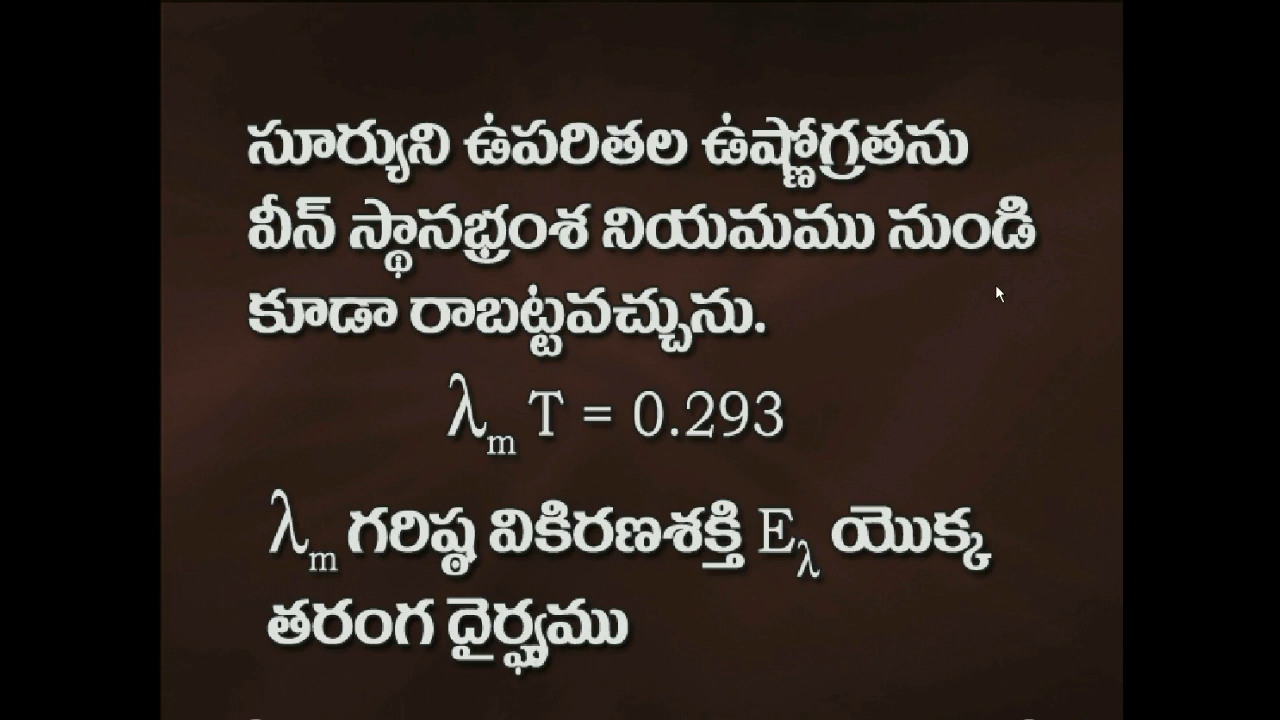 సూర్యుని ఉపరితల ఉష్ణోగ్రతను
వీన్ స్థానభ్రంశ నియమము నుండి
కూడా రాబట్టవచ్చును.
λm T = 0.293
λm గరిష్ఠ వికిరణశక్తి Eλ యొక్క
తరంగ దైర్ఘ్యము